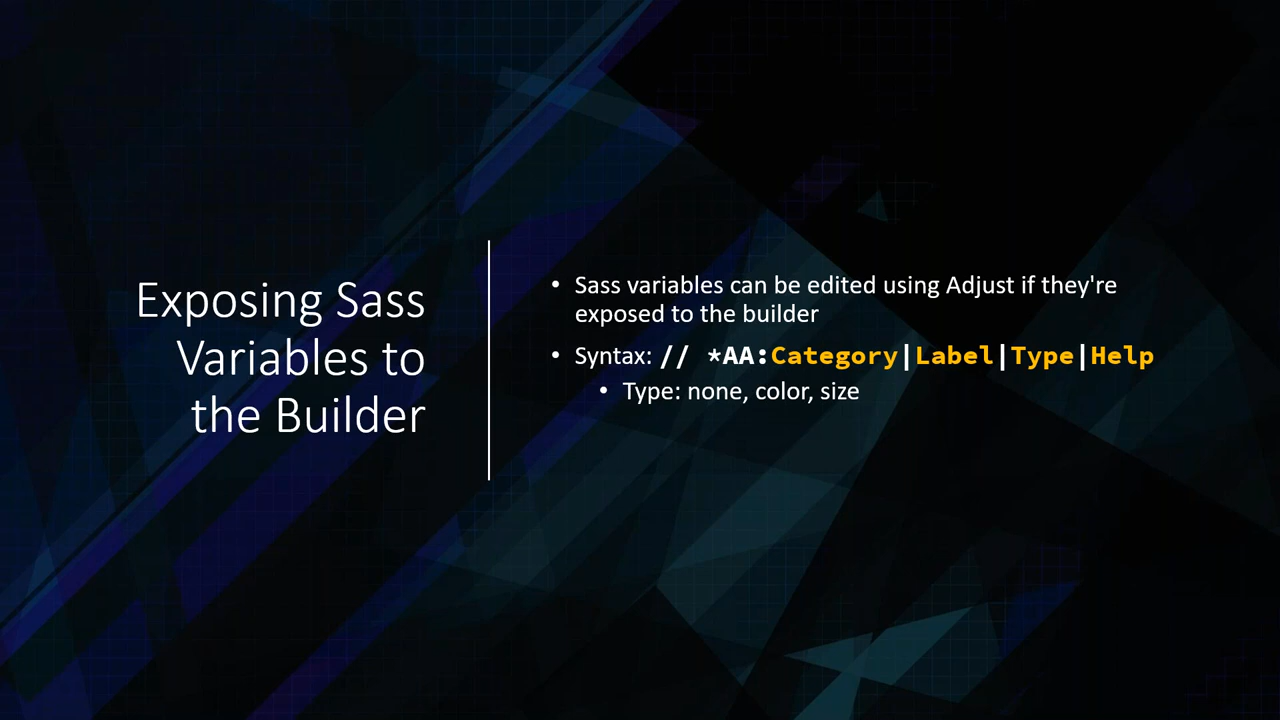 Exposing Sass
Variables to
the Builder
• Sass variables can be edited using Adjust if they're
exposed to the builder
• Syntax: // *AA:Category|Label|Type|Help
• Type: none, color, size